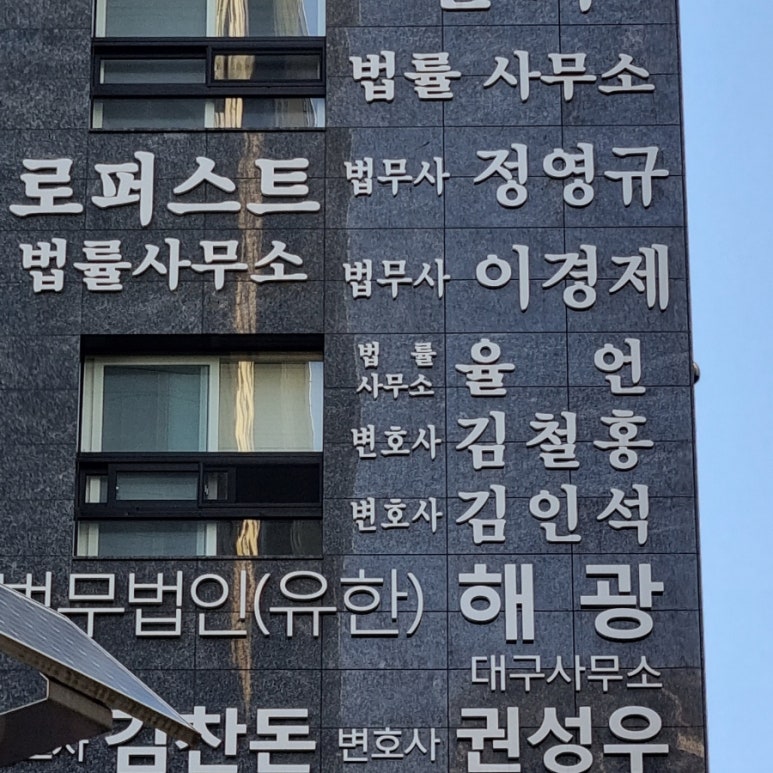 법률 사무소
로퍼스트
법률사무소
법무사 정영규
법무사 이경제
법률
사무소 율언
변호사 김철홍
변호사 김인석
법무법인(유한) 해광
대구사무소
김찬돈 변호사 권성우